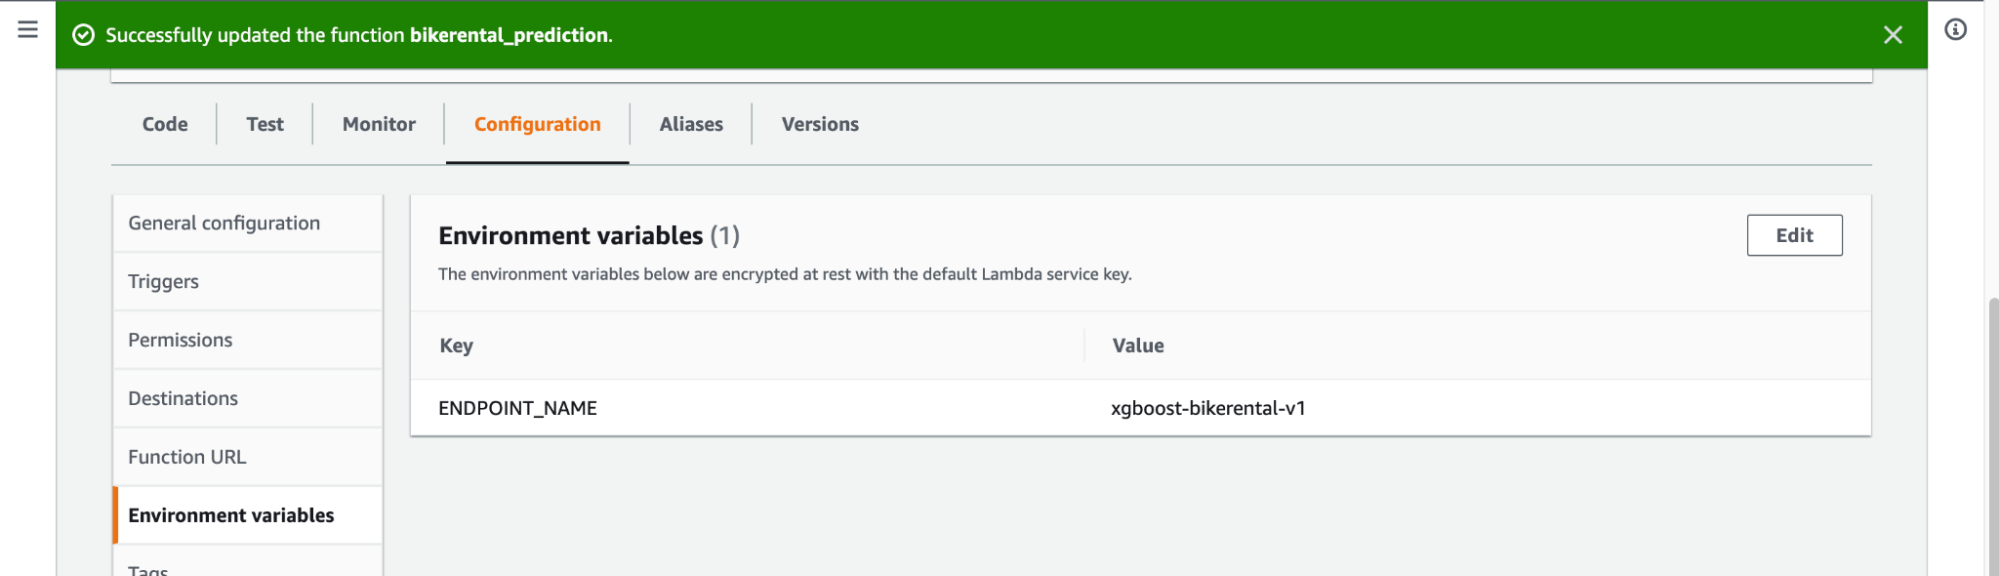 Successfully updated the function bikerental_prediction.
Code
Test
Monitor
Configuration
Aliases
Versions
General configuration
Triggers
Permissions
Destinations
Function URL
Environment variables
Tags
Environment variables (1)
Edit
The environment variables below are encrypted at rest with the default Lambda service key.
Key
Value
ENDPOINT_NAME
xgboost-bikerental-v1